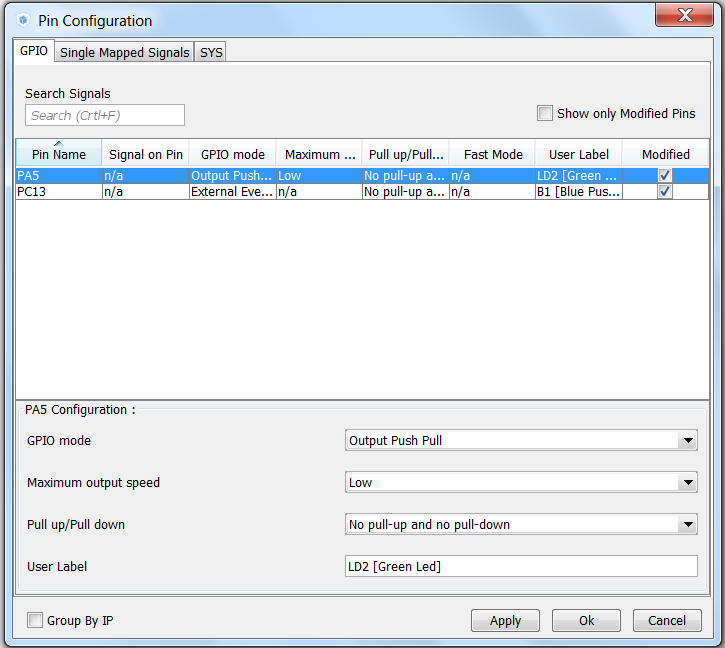 Pin Configuration
GPIO Single Mapped Signals SYS
Search Signals
Search (Crtl+F)
Show only Modified Pins
Pin Name Signal on Pin GPIO mode Maximum ... Pull up/Pull... Fast Mode User Label Modified
PA5 n/a Output Push... Low No pull-up a... n/a LD2 [Green ...
PC13 n/a External Eve... n/a No pull-up a... n/a B1 [Blue Pus...
PA5 Configuration :
GPIO mode Output Push Pull
Maximum output speed Low
Pull up/Pull down No pull-up and no pull-down
User Label LD2 [Green Led]
Group By IP Apply Ok Cancel